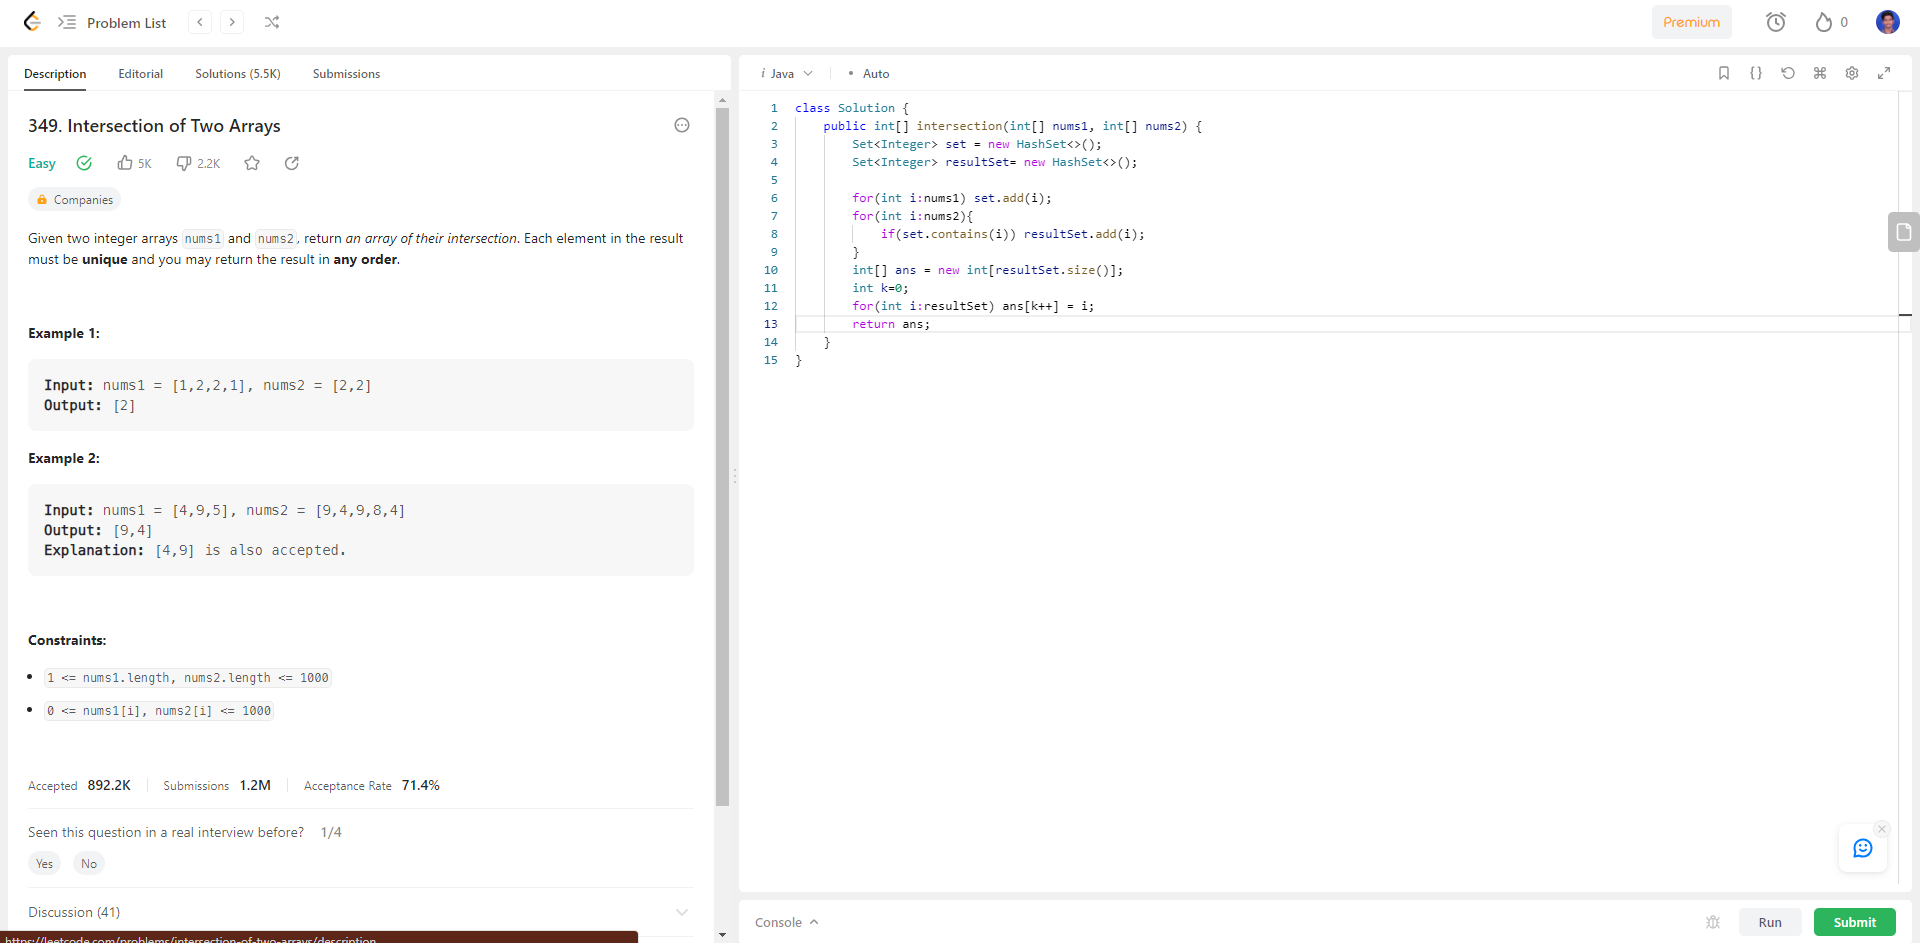 Problem List
Premium
0
Description Editorial Solutions (5.5K) Submissions
349. Intersection of Two Arrays
Easy 5K 2.2K
Companies
Given two integer arrays nums1 and nums2, return an array of their intersection. Each element in the result
must be unique and you may return the result in any order.
Example 1:
Input: nums1 = [1,2,2,1], nums2 = [2,2]
Output: [2]
Example 2:
Input: nums1 = [4,9,5], nums2 = [9,4,9,8,4]
Output: [9,4]
Explanation: [4,9] is also accepted.
Constraints:
• 1 <= nums1.length, nums2.length <= 1000
• 0 <= nums1[i], nums2[i] <= 1000
Accepted 892.2K Submissions 1.2M Acceptance Rate 71.4%
Seen this question in a real interview before? 1/4
Yes No
Discussion (41)
https://leetcode.com/problems/intersection-of-two-arrays/description
i Java • Auto
1 class Solution {
2 public int[] intersection(int[] nums1, int[] nums2) {
3 Set<Integer> set = new HashSet<>();
4 Set<Integer> resultSet= new HashSet<>();
5
6 for(int i:nums1) set.add(i);
7 for(int i:nums2){
8 if(set.contains(i)) resultSet.add(i);
9 }
10 int[] ans = new int[resultSet.size()];
11 int k=0;
12 for(int i:resultSet) ans[k++] = i;
13 return ans;
14 }
15 }
Console
Run Submit